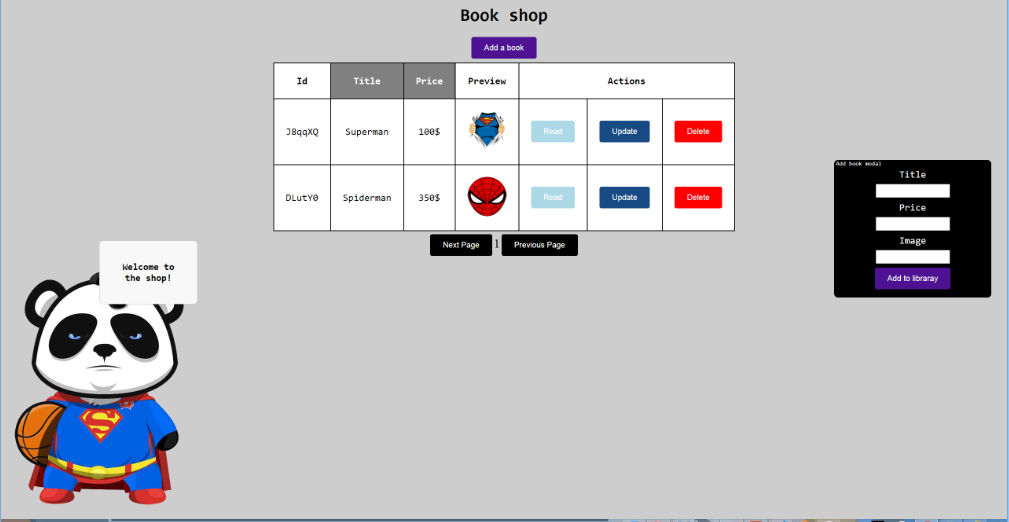 Book shop
Add a book
Id Title Price Preview Actions
J8qqXQ Superman 100$ Read Update Delete
DLutY0 Spiderman 350$ Read Update Delete
Next Page 1 Previous Page
Add book modal
Title
Price
Image
Add to libraray
Welcome to
the shop!